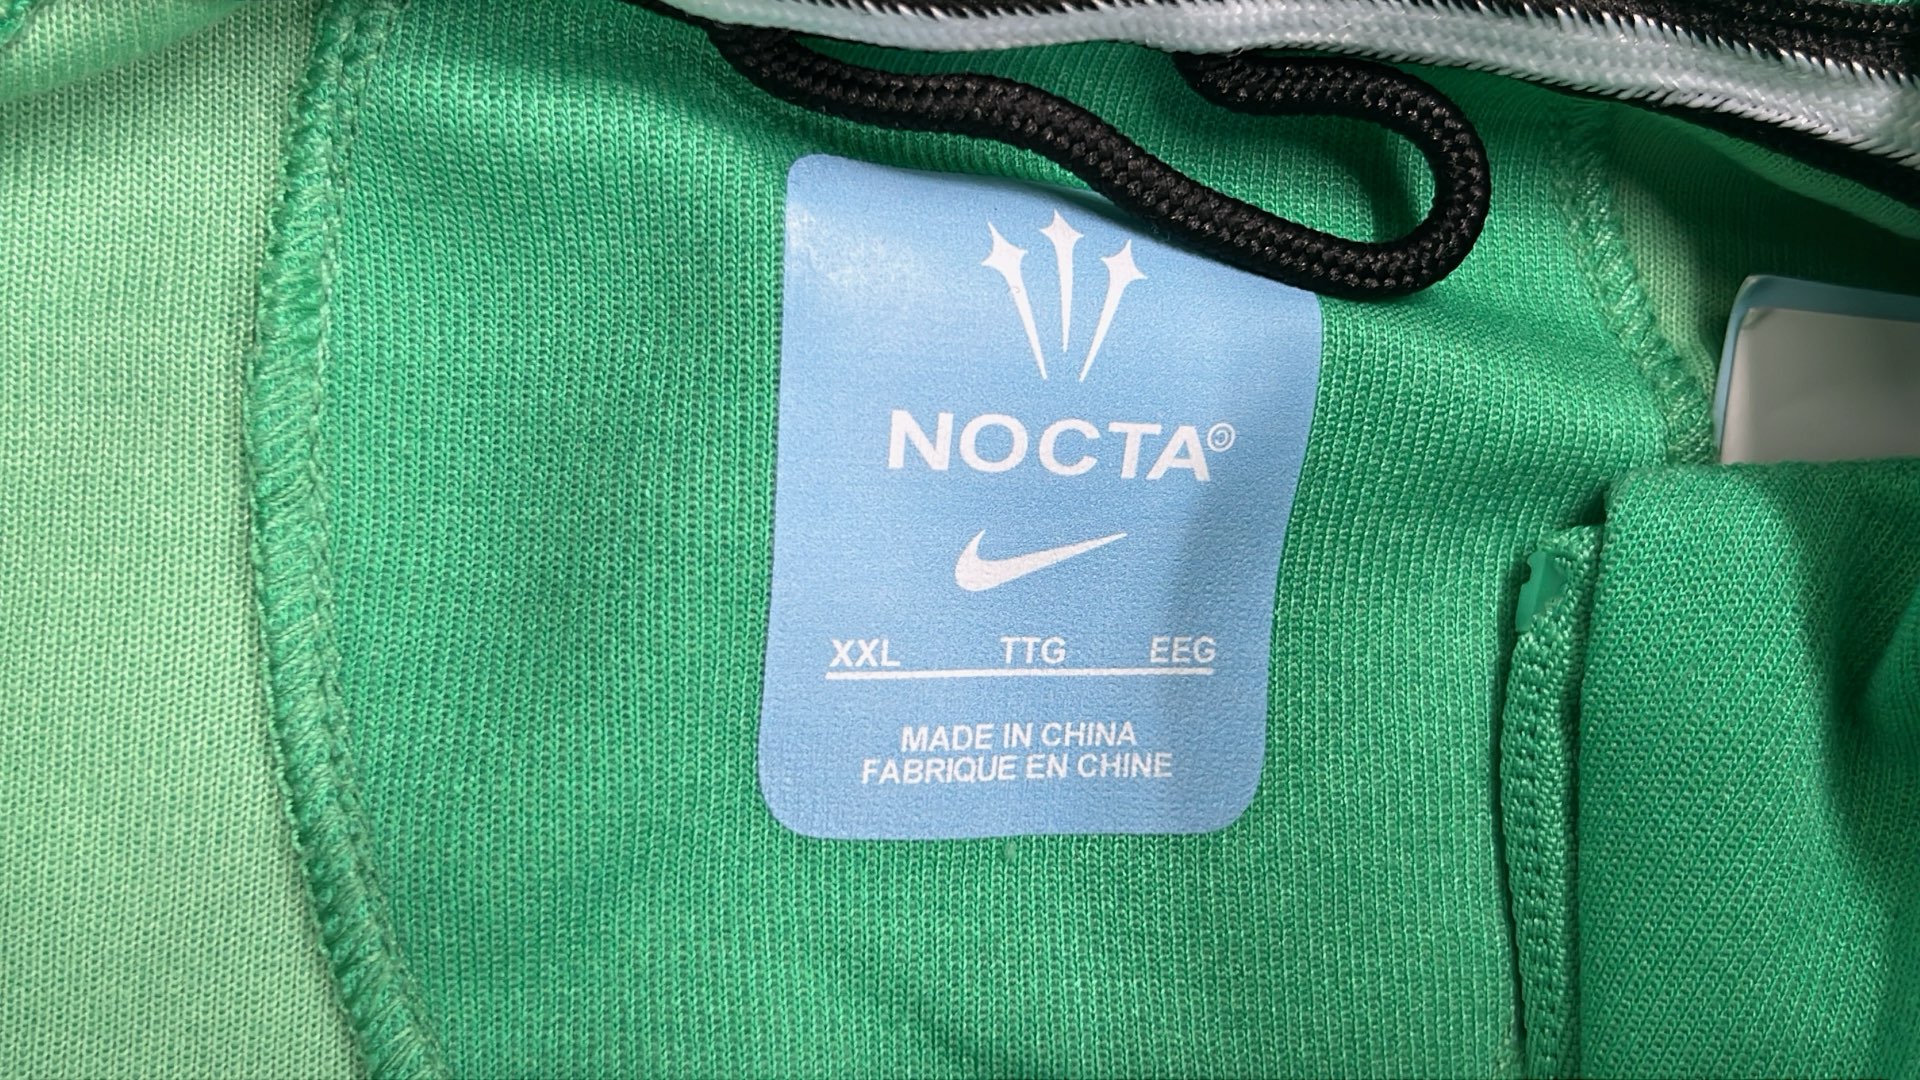 NOCTA©
XXL TTG EEG
MADE IN CHINA
FABRIQUE EN CHINE